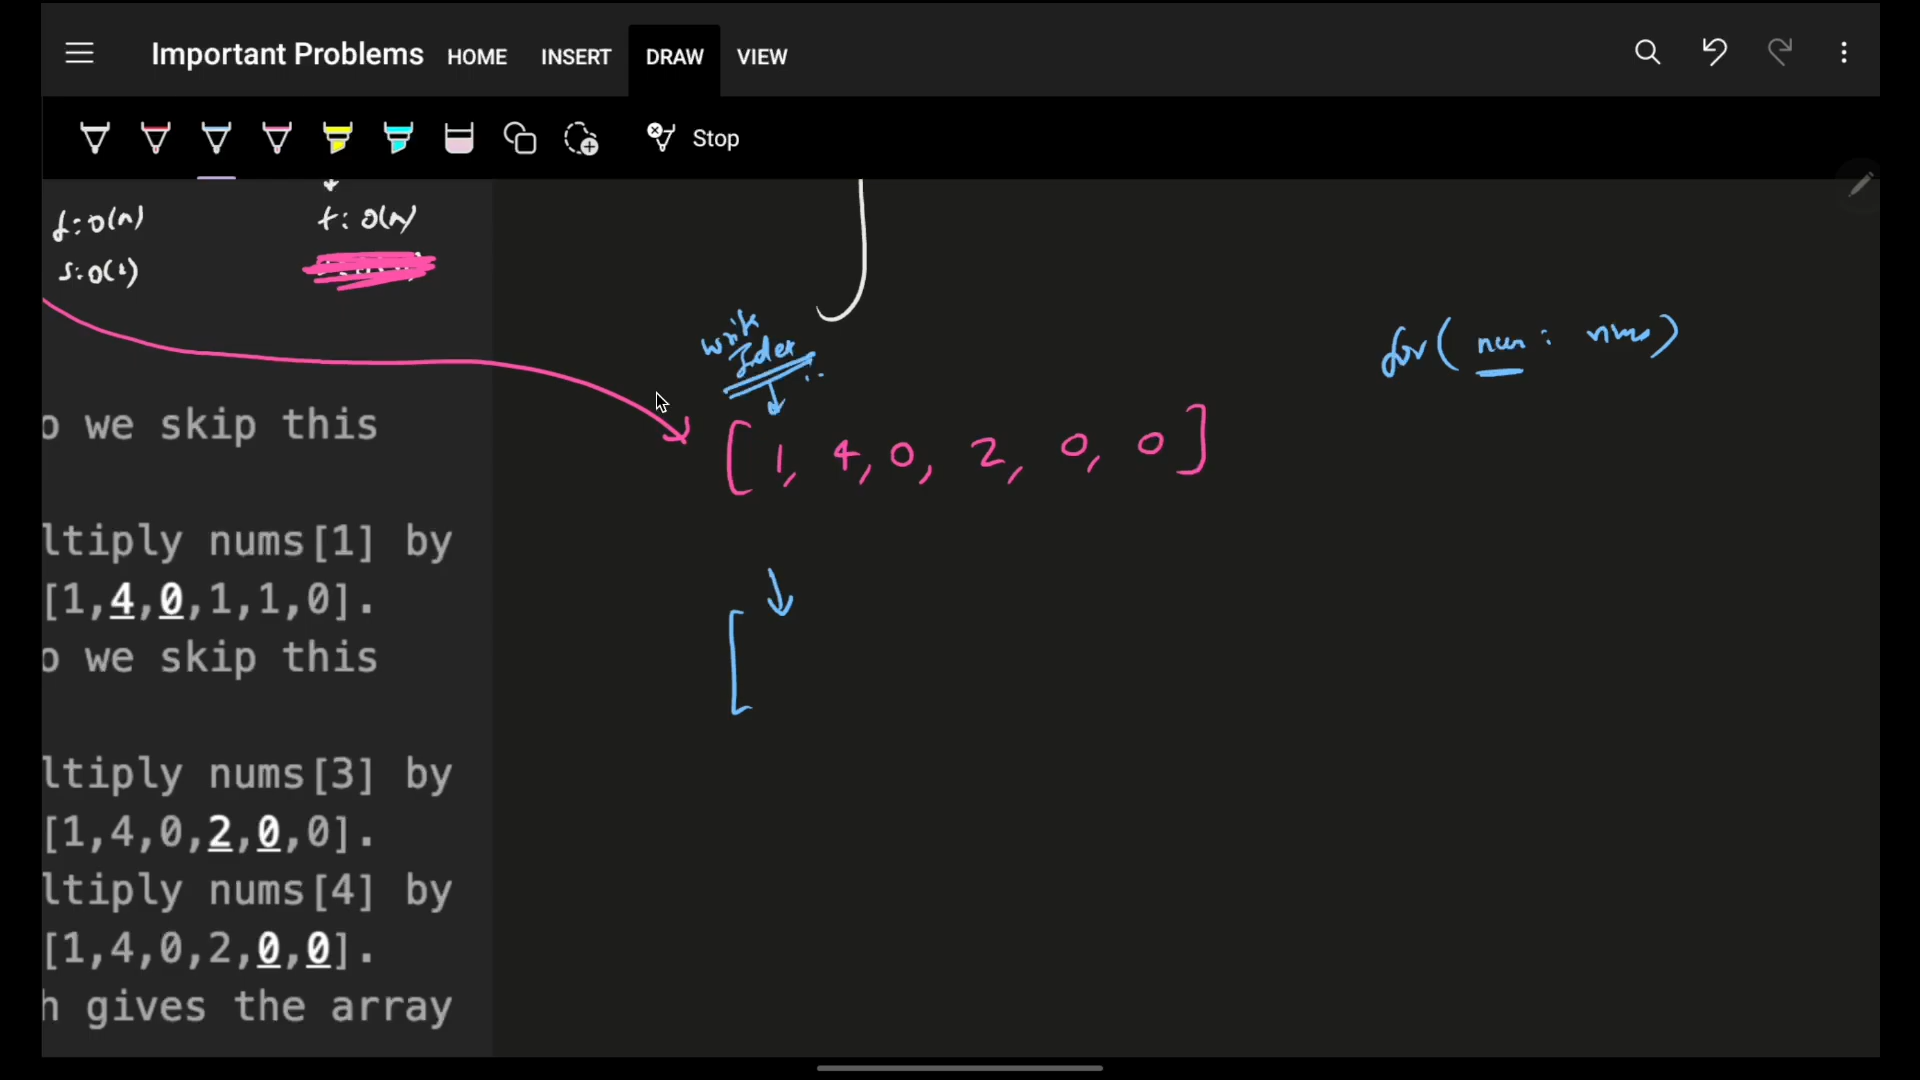 Important Problems HOME INSERT DRAW VIEW
Stop
t: O(n)
t: O(n)
S: O(1)
write
Index
for( num : nums)
[1, 4, 0, 2, 0, 0]
[
o we skip this
ltiply nums[1] by
[1,4,0,1,1,0].
o we skip this
ltiply nums[3] by
[1,4,0,2,0,0].
ltiply nums[4] by
[1,4,0,2,0,0].
h gives the array